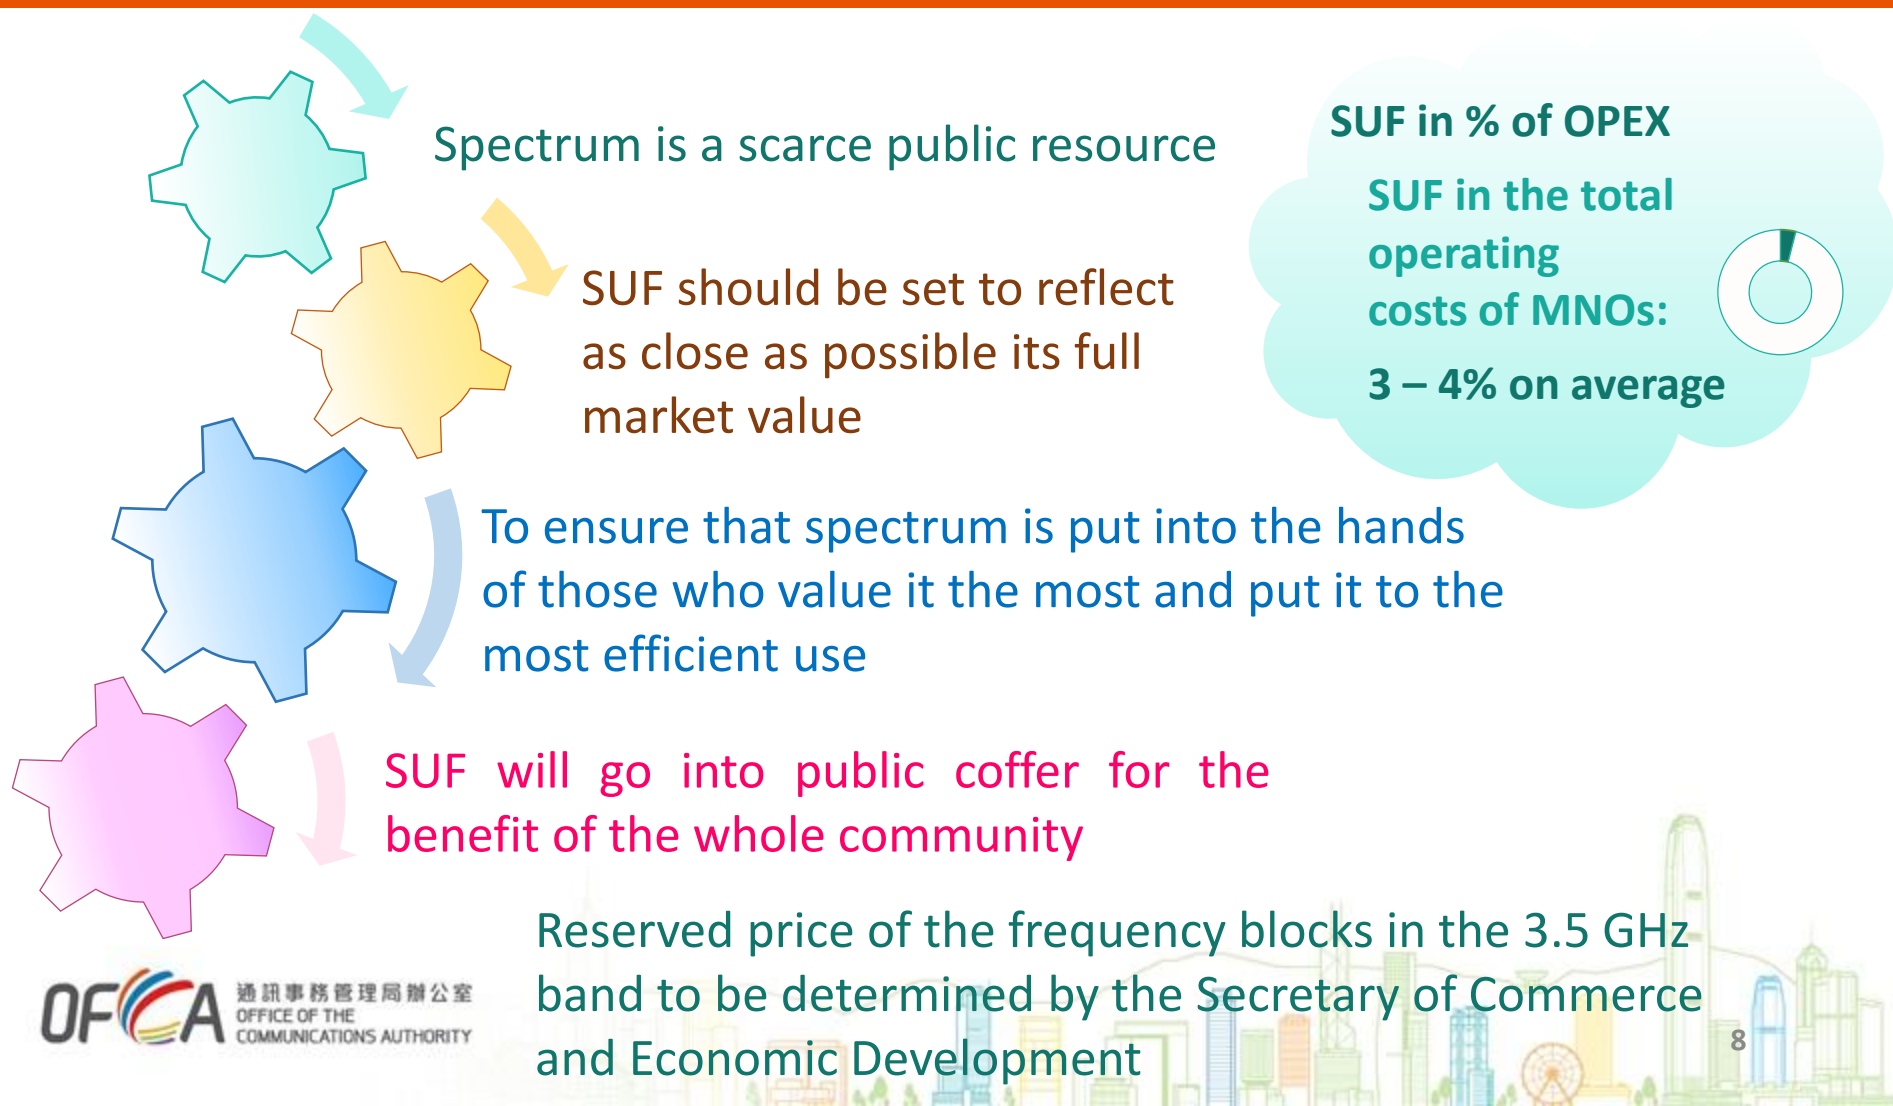 Spectrum is a scarce public resource
SUF should be set to reflect
as close as possible its full
market value
To ensure that spectrum is put into the hands
of those who value it the most and put it to the
most efficient use
SUF will go into public coffer for the
benefit of the whole community
Reserved price of the frequency blocks in the 3.5 GHz
band to be determined by the Secretary of Commerce
and Economic Development
SUF in % of OPEX
SUF in the total
operating
costs of MNOs:
3 – 4% on average
OFCA
通訊事務管理局辦公室
OFFICE OF THE
COMMUNICATIONS AUTHORITY
8